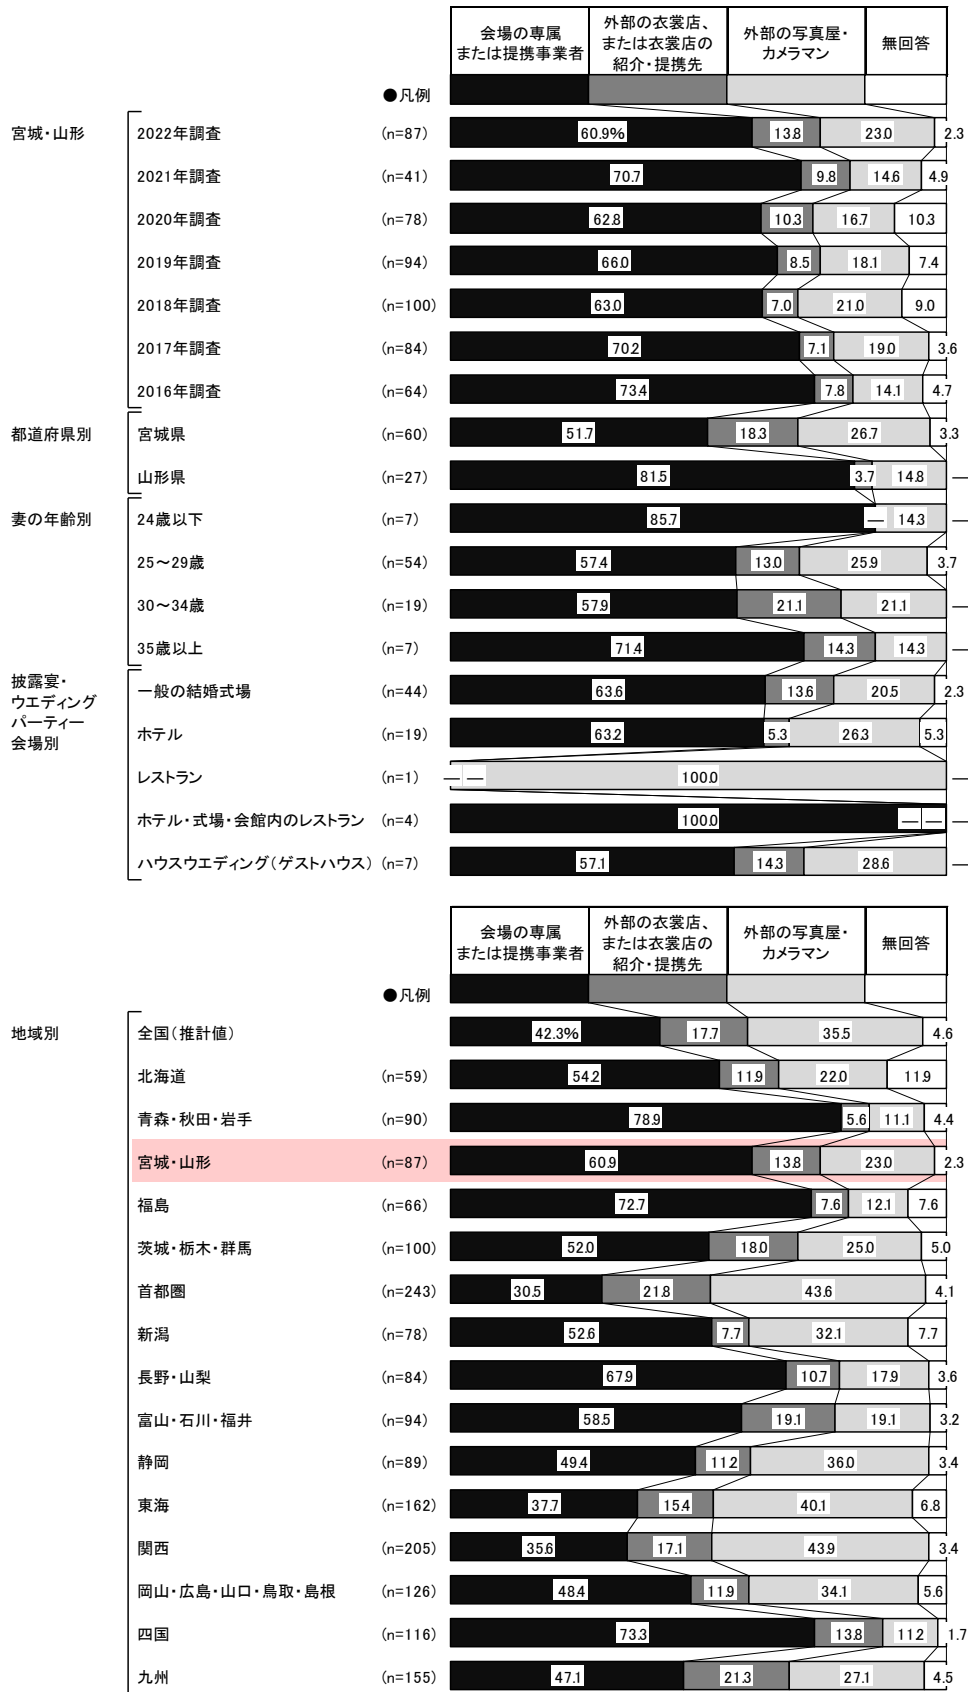 会場の専属
または提携事業者
外部の衣裳店、
または衣裳店の
紹介・提携先
外部の写真屋・
カメラマン
無回答
●凡例
宮城・山形
2022年調査 (n=87) 60.9% 13.8 23.0 2.3
2021年調査 (n=41) 70.7 9.8 14.6 4.9
2020年調査 (n=78) 62.8 10.3 16.7 10.3
2019年調査 (n=94) 66.0 8.5 18.1 7.4
2018年調査 (n=100) 63.0 7.0 21.0 9.0
2017年調査 (n=84) 70.2 7.1 19.0 3.6
2016年調査 (n=64) 73.4 7.8 14.1 4.7
都道府県別
宮城県 (n=60) 51.7 18.3 26.7 3.3
山形県 (n=27) 81.5 3.7 14.8 —
妻の年齢別
24歳以下 (n=7) 85.7 — 14.3 —
25～29歳 (n=54) 57.4 13.0 25.9 3.7
30～34歳 (n=19) 57.9 21.1 21.1 —
35歳以上 (n=7) 71.4 14.3 14.3 —
披露宴・
ウエディング
パーティー
会場別
一般の結婚式場 (n=44) 63.6 13.6 20.5 2.3
ホテル (n=19) 63.2 5.3 26.3 5.3
レストラン (n=1) — — 100.0 —
ホテル・式場・会館内のレストラン (n=4) 100.0 — — —
ハウスウエディング(ゲストハウス) (n=7) 57.1 14.3 28.6 —
会場の専属
または提携事業者
外部の衣裳店、
または衣裳店の
紹介・提携先
外部の写真屋・
カメラマン
無回答
●凡例
地域別
全国(推計値) 42.3% 17.7 35.5 4.6
北海道 (n=59) 54.2 11.9 22.0 11.9
青森・秋田・岩手 (n=90) 78.9 5.6 11.1 4.4
宮城・山形 (n=87) 60.9 13.8 23.0 2.3
福島 (n=66) 72.7 7.6 12.1 7.6
茨城・栃木・群馬 (n=100) 52.0 18.0 25.0 5.0
首都圏 (n=243) 30.5 21.8 43.6 4.1
新潟 (n=78) 52.6 7.7 32.1 7.7
長野・山梨 (n=84) 67.9 10.7 17.9 3.6
富山・石川・福井 (n=94) 58.5 19.1 19.1 3.2
静岡 (n=89) 49.4 11.2 36.0 3.4
東海 (n=162) 37.7 15.4 40.1 6.8
関西 (n=205) 35.6 17.1 43.9 3.4
岡山・広島・山口・鳥取・島根 (n=126) 48.4 11.9 34.1 5.6
四国 (n=116) 73.3 13.8 11.2 1.7
九州 (n=155) 47.1 21.3 27.1 4.5